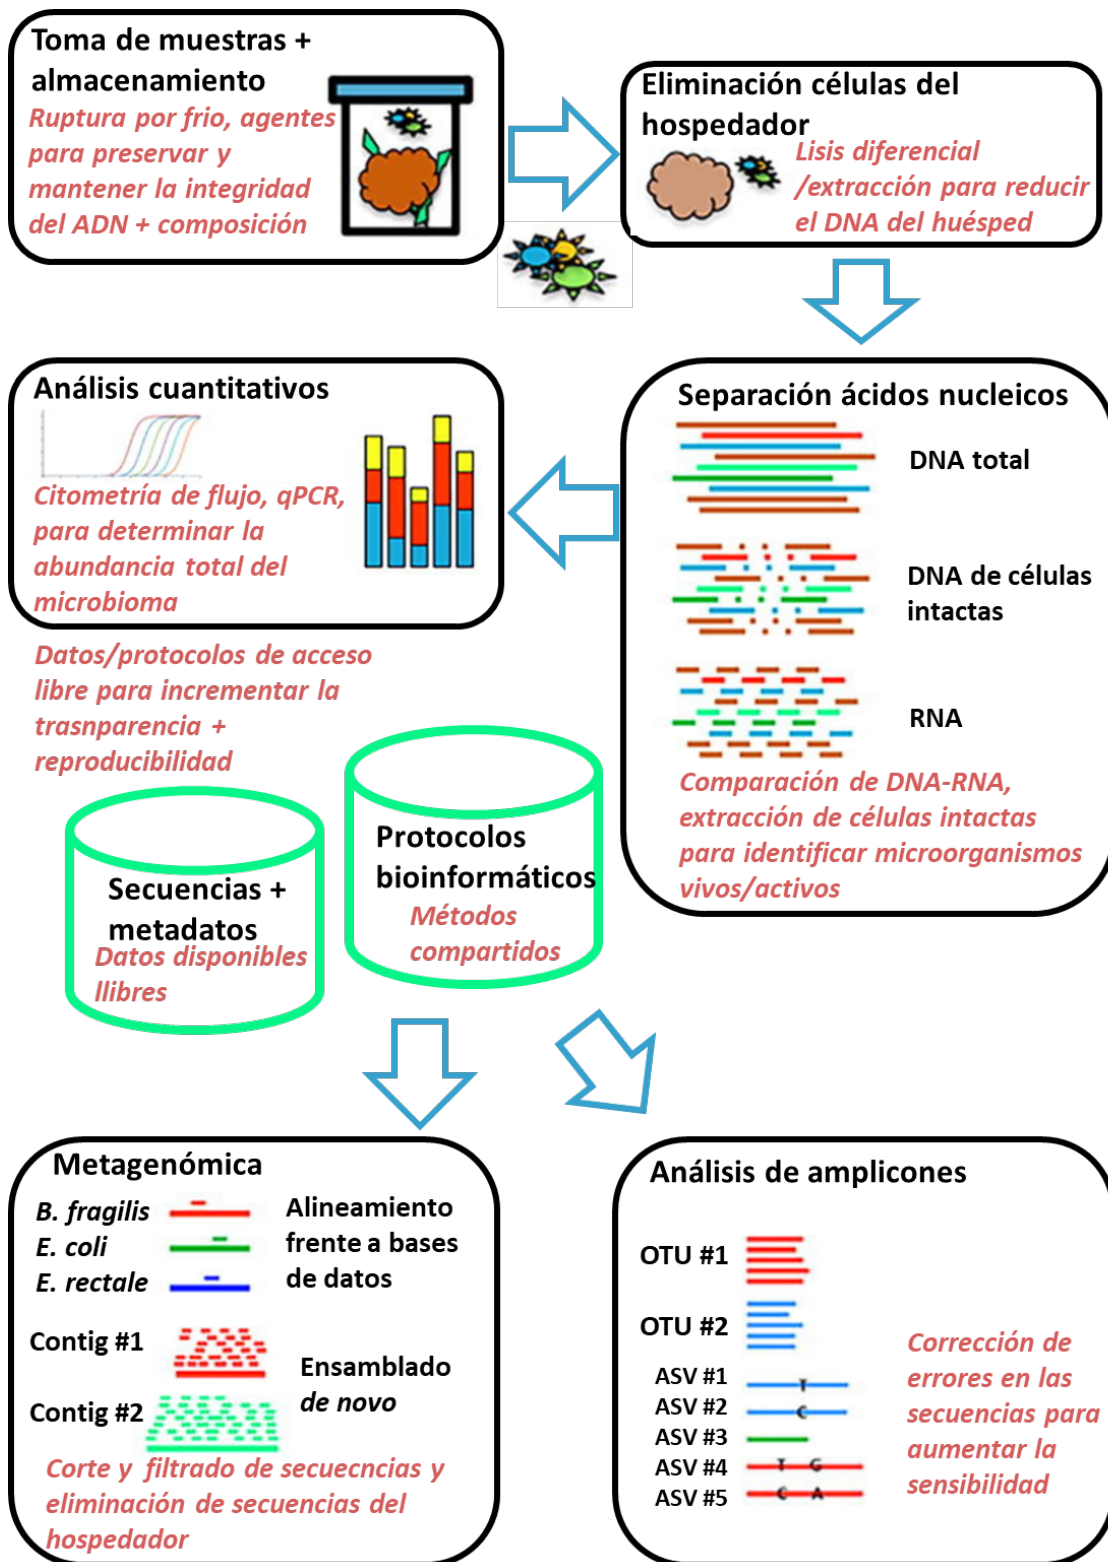 Toma de muestras +
almacenamiento
Ruptura por frio, agentes
para preservar y
mantener la integridad
del ADN + composición
Eliminación células del
hospedador
Lisis diferencial
/extracción para reducir
el DNA del huésped
Separación ácidos nucleicos
DNA total
DNA de células
intactas
RNA
Comparación de DNA-RNA,
extracción de células intactas
para identificar microorganismos
vivos/activos
Análisis cuantitativos
Citometría de flujo, qPCR,
para determinar la
abundancia total del
microbioma
Datos/protocolos de acceso
libre para incrementar la
trasnparencia +
reproducibilidad
Secuencias +
metadatos
Datos disponibles
llibres
Protocolos
bioinformáticos
Métodos
compartidos
Metagenómica
B. fragilis
E. coli
E. rectale
Alineamiento
frente a bases
de datos
Contig #1
Contig #2
Ensamblado
de novo
Corte y filtrado de secuecncias y
eliminación de secuencias del
hospedador
Análisis de amplicones
OTU #1
OTU #2
ASV #1 T
ASV #2 C
ASV #3
ASV #4 T G
ASV #5 C A
Corrección de
errores en las
secuencias para
aumentar la
sensibilidad